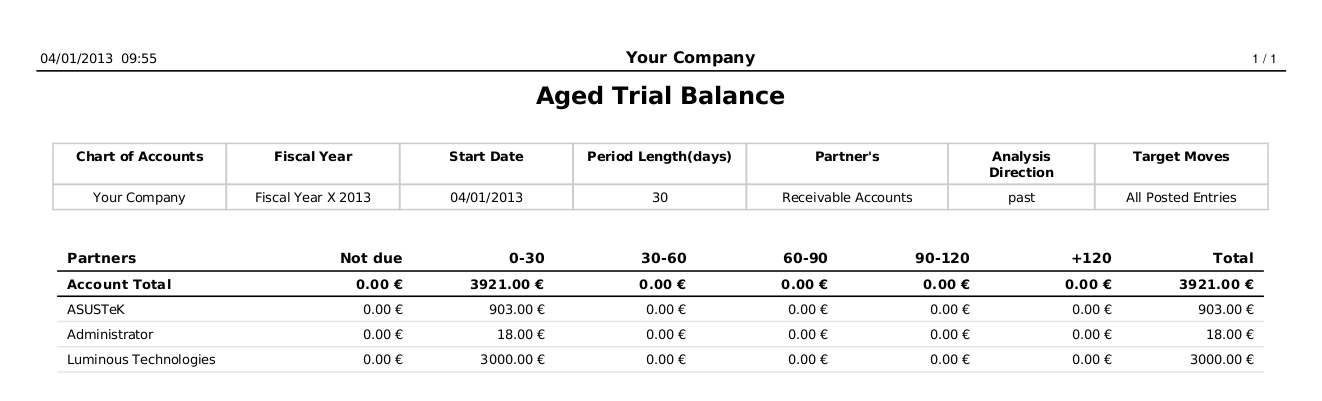 04/01/2013 09:55 Your Company 1 / 1
Aged Trial Balance
Chart of Accounts Fiscal Year Start Date Period Length(days) Partner's Analysis Direction Target Moves
Your Company Fiscal Year X 2013 04/01/2013 30 Receivable Accounts past All Posted Entries
Partners Not due 0-30 30-60 60-90 90-120 +120 Total
Account Total 0.00 € 3921.00 € 0.00 € 0.00 € 0.00 € 0.00 € 3921.00 €
ASUSTeK 0.00 € 903.00 € 0.00 € 0.00 € 0.00 € 0.00 € 903.00 €
Administrator 0.00 € 18.00 € 0.00 € 0.00 € 0.00 € 0.00 € 18.00 €
Luminous Technologies 0.00 € 3000.00 € 0.00 € 0.00 € 0.00 € 0.00 € 3000.00 €